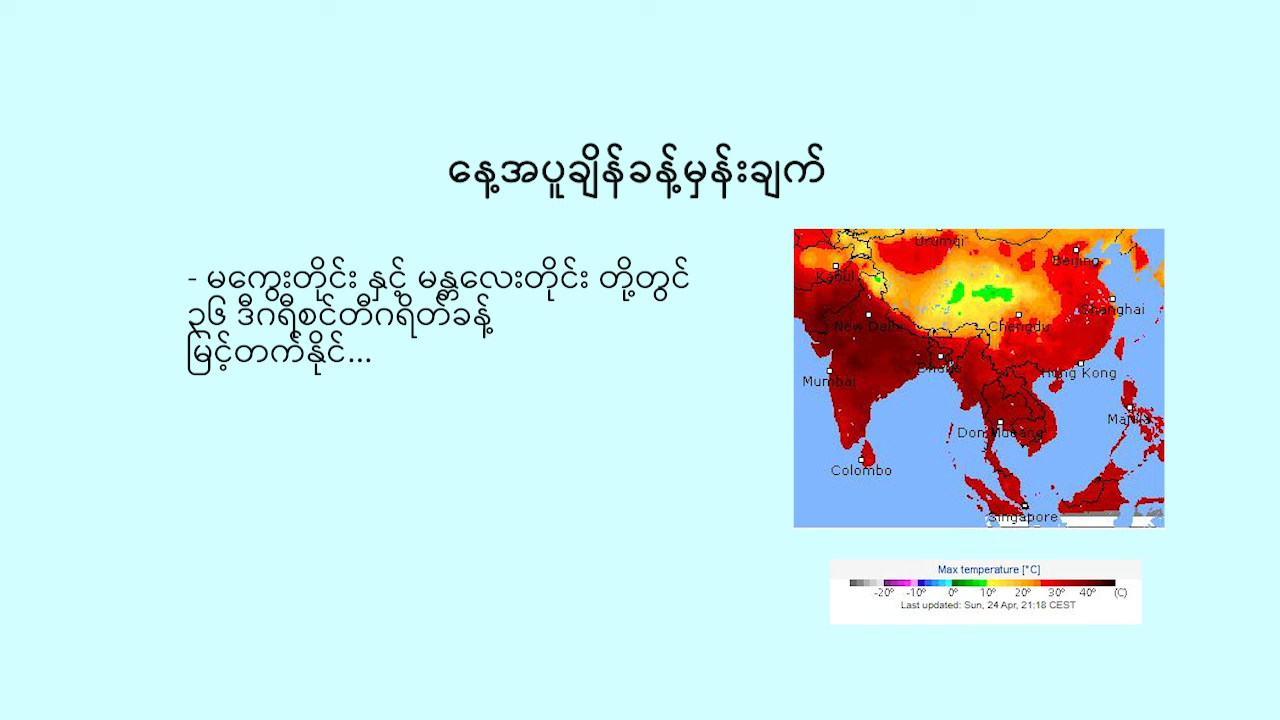 နေ့အပူချိန်ခန့်မှန်းချက်
- မကွေးတိုင်း နှင့် မန္တလေးတိုင်း တို့တွင်
၃၆ ဒီဂရီစင်တီဂရိတ်ခန့်
မြင့်တက်နိုင်...
Urumqi
Beijing
Kabul
Shanghai
New Delhi
Chengdu
Dhaka
Hong Kong
Mumbai
Manila
Don Mueang
Colombo
Singapore
Max temperature [°C]
-20° -10° 0° 10° 20° 30° 40° (C)
Last updated: Sun, 24 Apr, 21:18 CEST